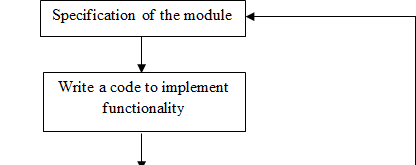 Specification of the module
Write a code to implement
functionality